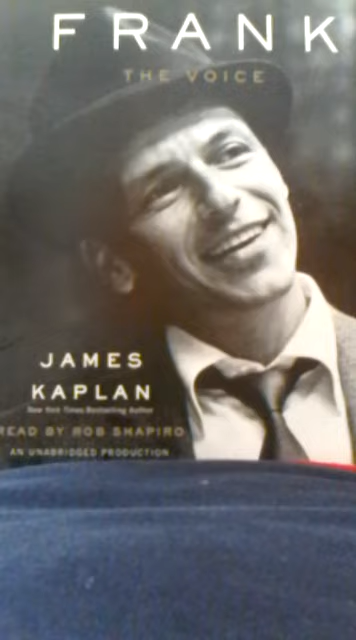 FRANK
THE VOICE
JAMES
KAPLAN
New York Times Bestselling Author
READ BY ROB SHAPIRO
AN UNABRIDGED PRODUCTION